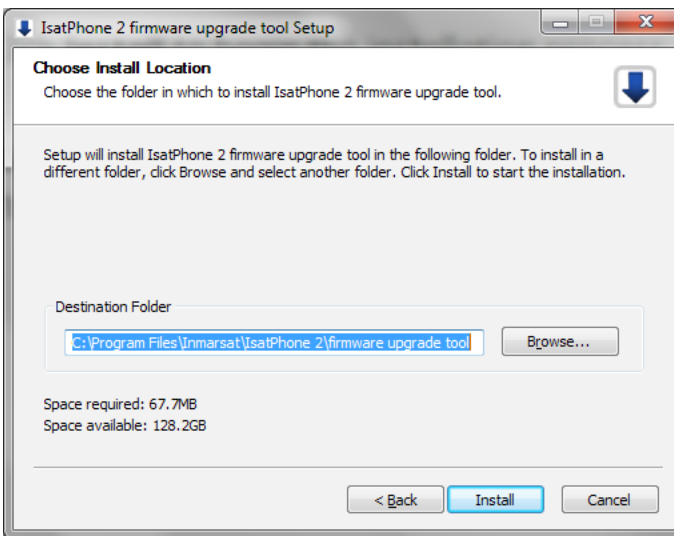 IsatPhone 2 firmware upgrade tool Setup
Choose Install Location
Choose the folder in which to install IsatPhone 2 firmware upgrade tool.
Setup will install IsatPhone 2 firmware upgrade tool in the following folder. To install in a
different folder, click Browse and select another folder. Click Install to start the installation.
Destination Folder
C:\Program Files\Inmarsat\IsatPhone 2\firmware upgrade tool
Browse...
Space required: 67.7MB
Space available: 128.2GB
< Back
Install
Cancel